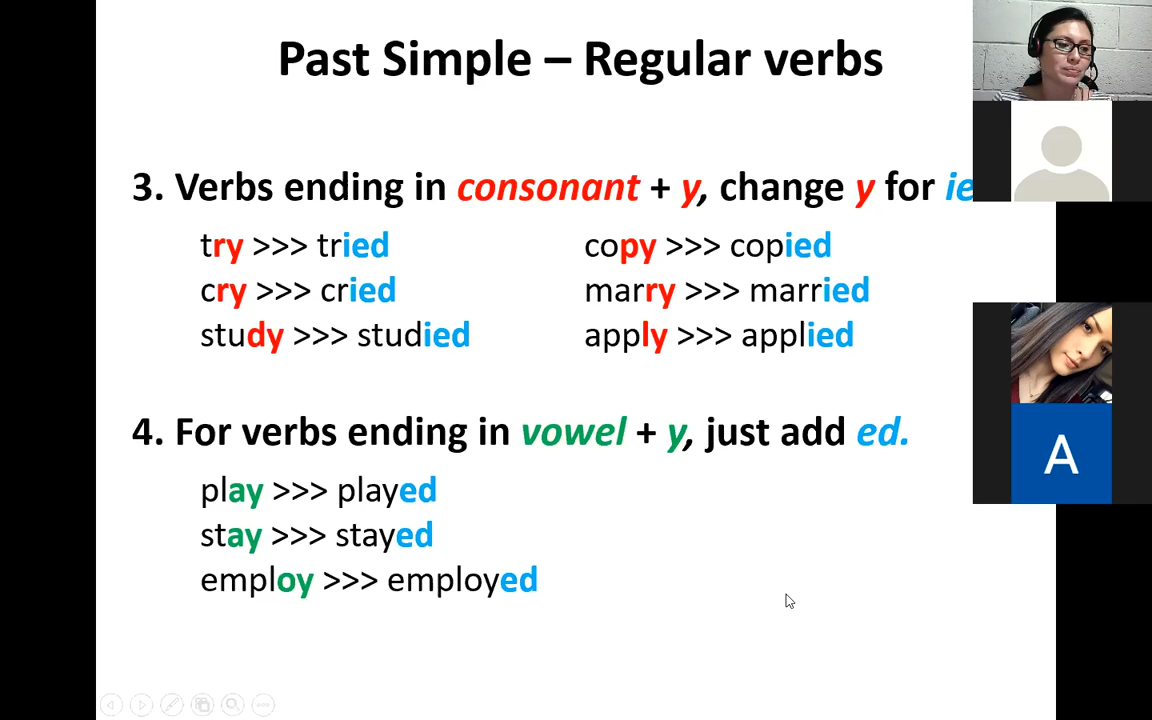 Past Simple – Regular verbs
3. Verbs ending in consonant + y, change y for ie
try >>> tried
copy >>> copied
cry >>> cried
marry >>> married
study >>> studied
apply >>> applied
4. For verbs ending in vowel + y, just add ed.
play >>> played
stay >>> stayed
employ >>> employed
A